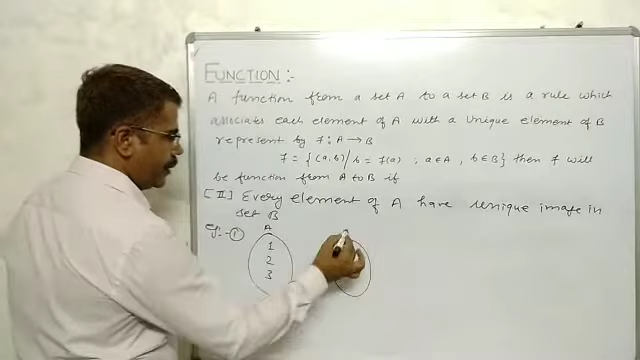 FUNCTION :-
A function from a set A to a set B is a rule which
associates each element of A with a unique element of B
represent by f: A → B
f = { (a,b) / b = f(a) , a∈A , b∈B } then f will
be function from A to B if
[II] Every element of A have unique image in
set B
eg:- ①
A
1
2
3